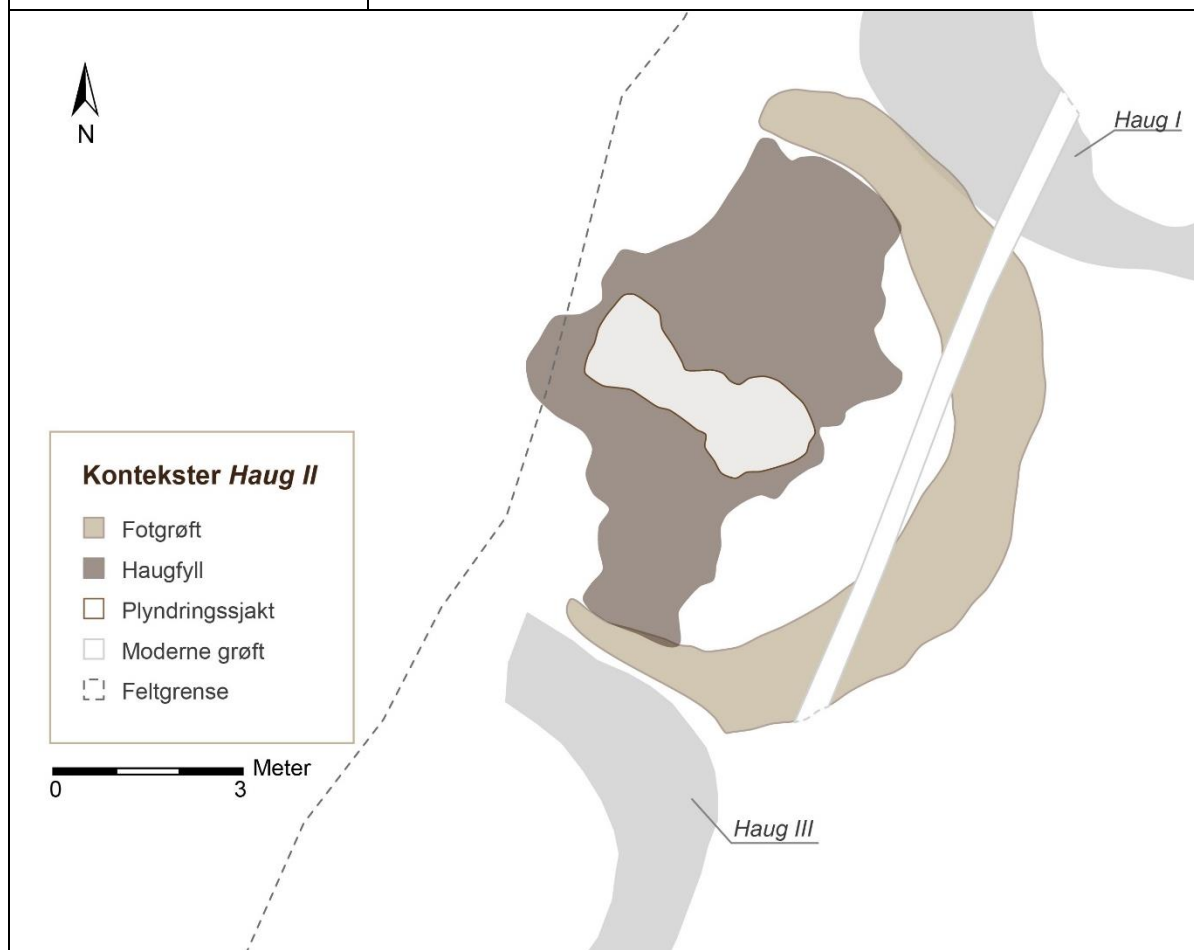 N
Haug I
Kontekster Haug II
Fotgrøft
Haugfyll
Plyndringssjakt
Moderne grøft
Feltgrense
Meter
0 3
Haug III